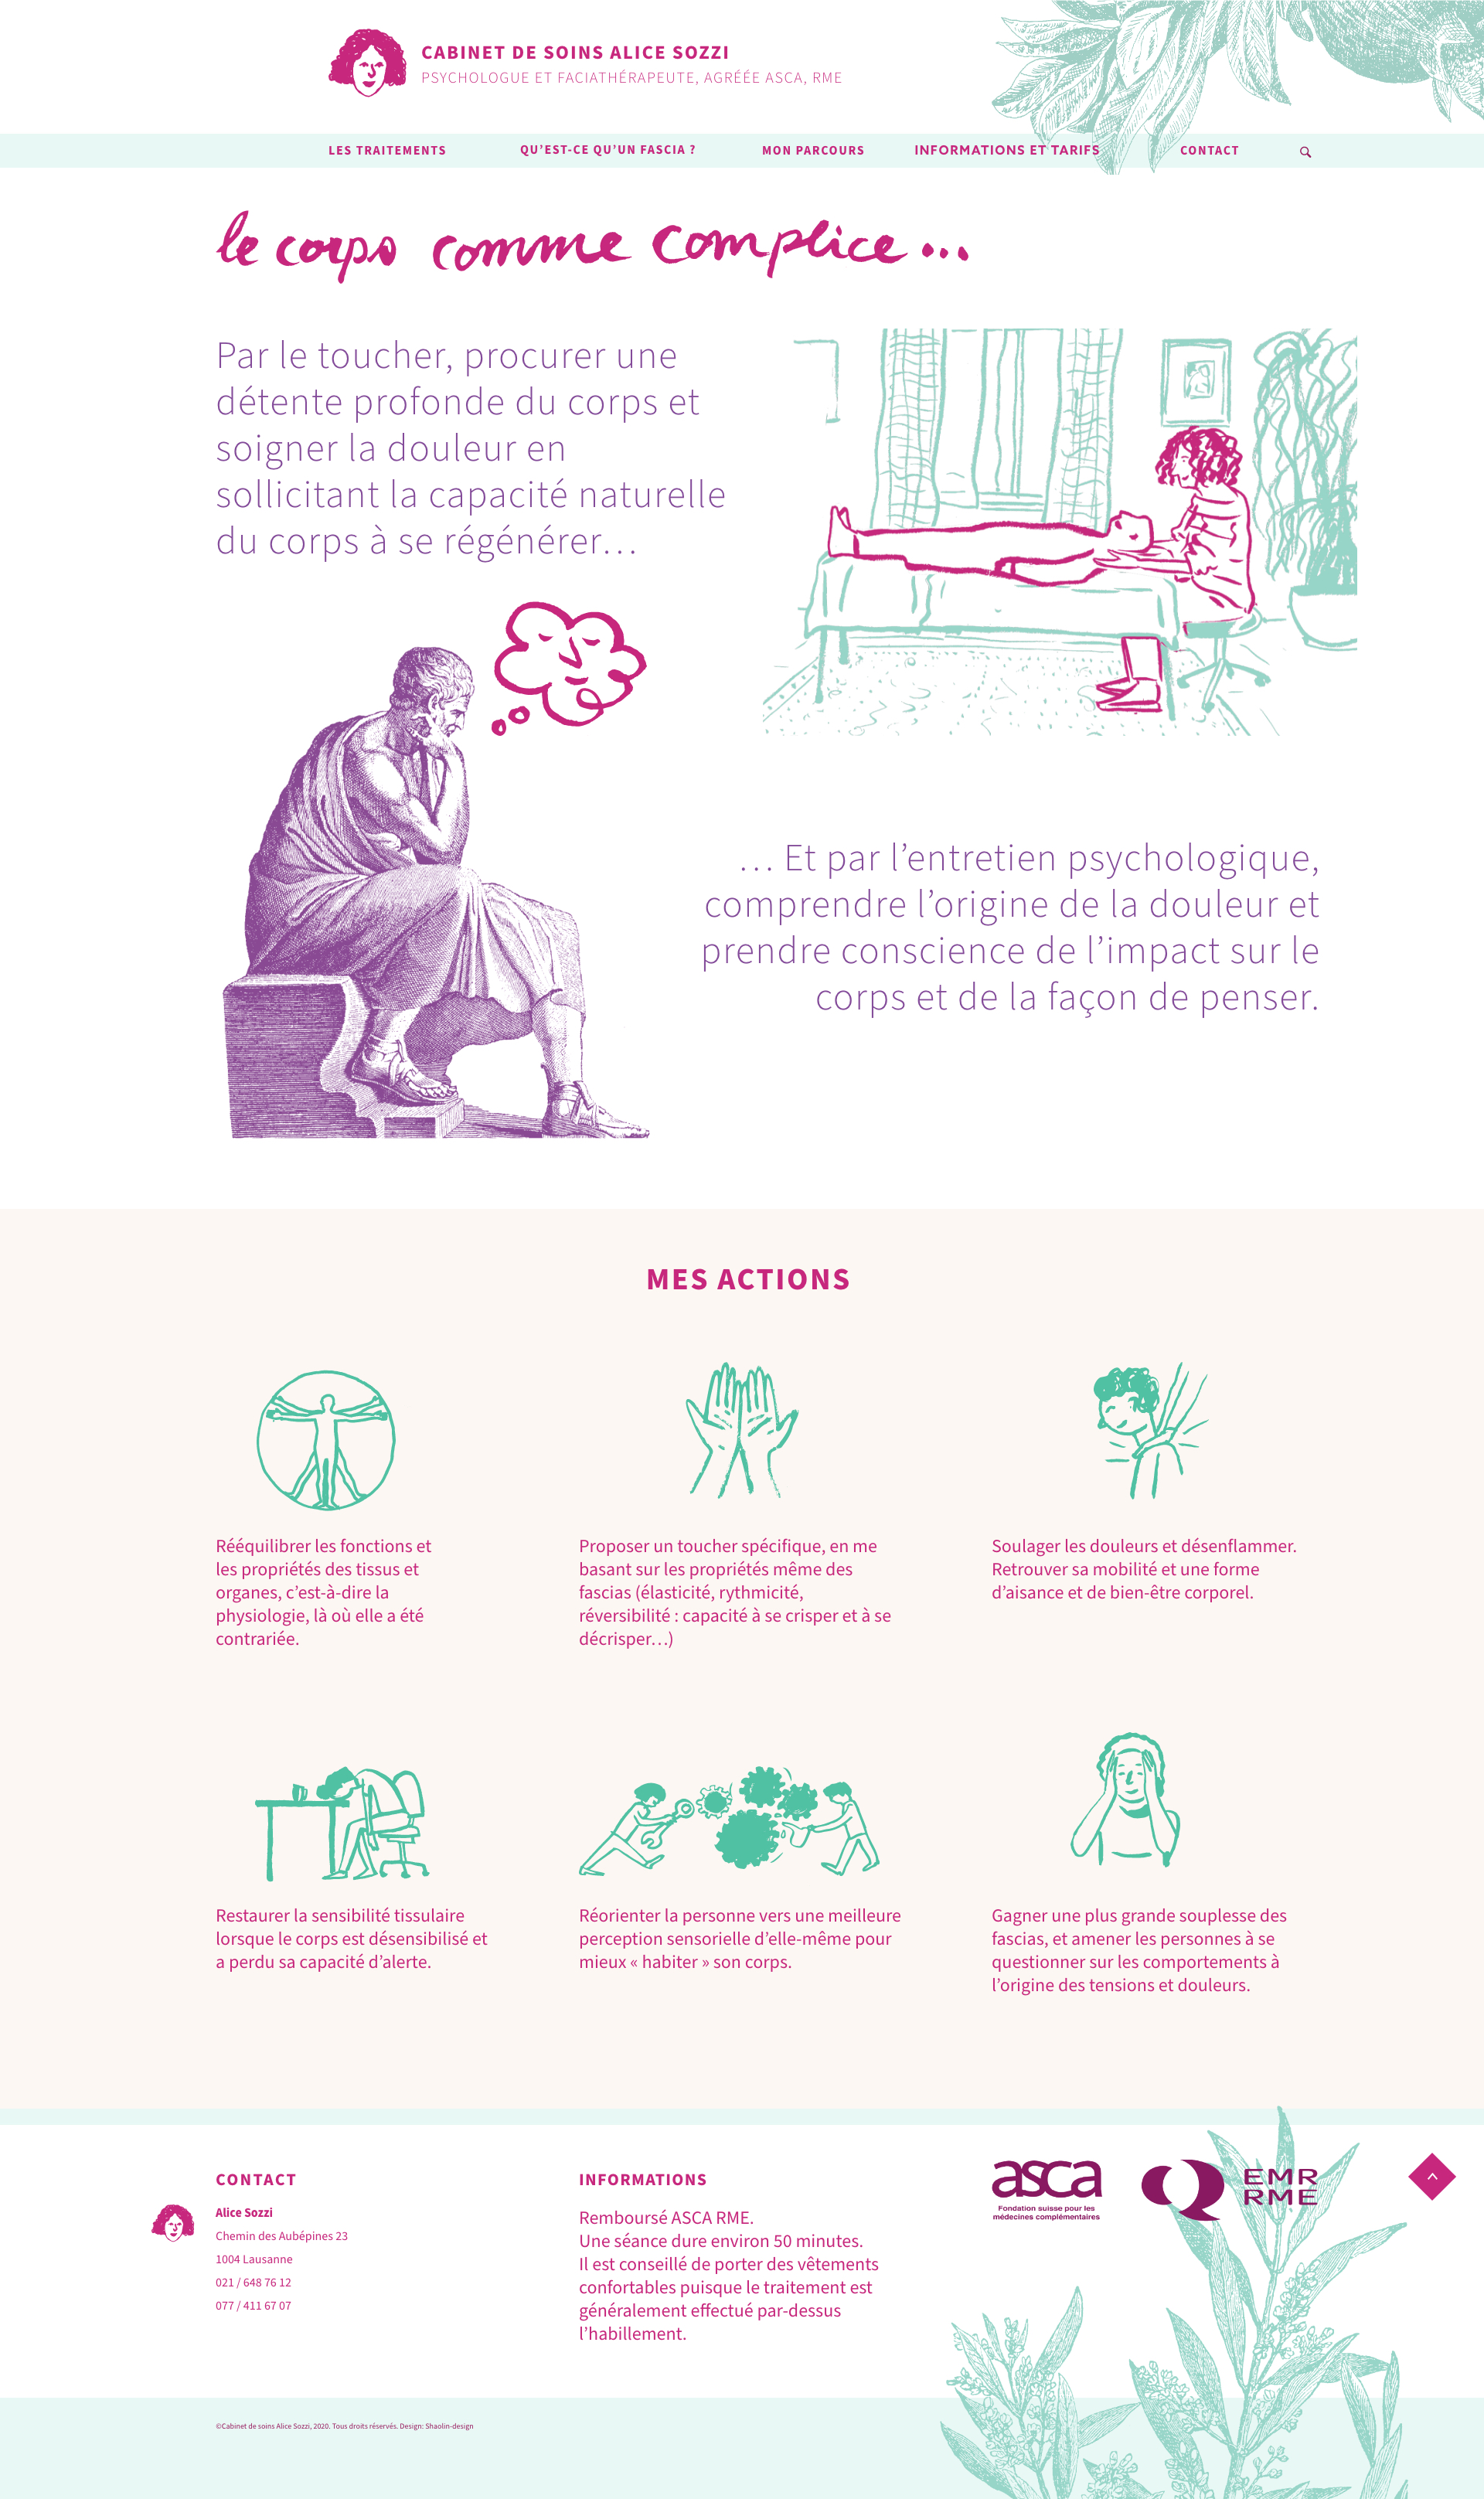 CABINET DE SOINS ALICE SOZZI
PSYCHOLOGUE ET FACIATHÉRAPEUTE, AGRÉÉE ASCA, RME
LES TRAITEMENTS
QU’EST-CE QU’UN FASCIA ?
MON PARCOURS
INFORMATIONS ET TARIFS
CONTACT
le corps comme complice...
Par le toucher, procurer une
détente profonde du corps et
soigner la douleur en
sollicitant la capacité naturelle
du corps à se régénérer…
… Et par l’entretien psychologique,
comprendre l’origine de la douleur et
prendre conscience de l’impact sur le
corps et de la façon de penser.
MES ACTIONS
Rééquilibrer les fonctions et
les propriétés des tissus et
organes, c’est-à-dire la
physiologie, là où elle a été
contrariée.
Proposer un toucher spécifique, en me
basant sur les propriétés même des
fascias (élasticité, rythmicité,
réversibilité : capacité à se crisper et à se
décrisper…)
Soulager les douleurs et désenflammer.
Retrouver sa mobilité et une forme
d’aisance et de bien-être corporel.
Restaurer la sensibilité tissulaire
lorsque le corps est désensibilisé et
a perdu sa capacité d’alerte.
Réorienter la personne vers une meilleure
perception sensorielle d’elle-même pour
mieux « habiter » son corps.
Gagner une plus grande souplesse des
fascias, et amener les personnes à se
questionner sur les comportements à
l’origine des tensions et douleurs.
CONTACT
Alice Sozzi
Chemin des Aubépines 23
1004 Lausanne
021 / 648 76 12
077 / 411 67 07
INFORMATIONS
Remboursé ASCA RME.
Une séance dure environ 50 minutes.
Il est conseillé de porter des vêtements
confortables puisque le traitement est
généralement effectué par-dessus
l’habillement.
asca
Fondation suisse pour les
médecines complémentaires
EMR
RME
©Cabinet de soins Alice Sozzi, 2020. Tous droits réservés. Design: Shaolin-design